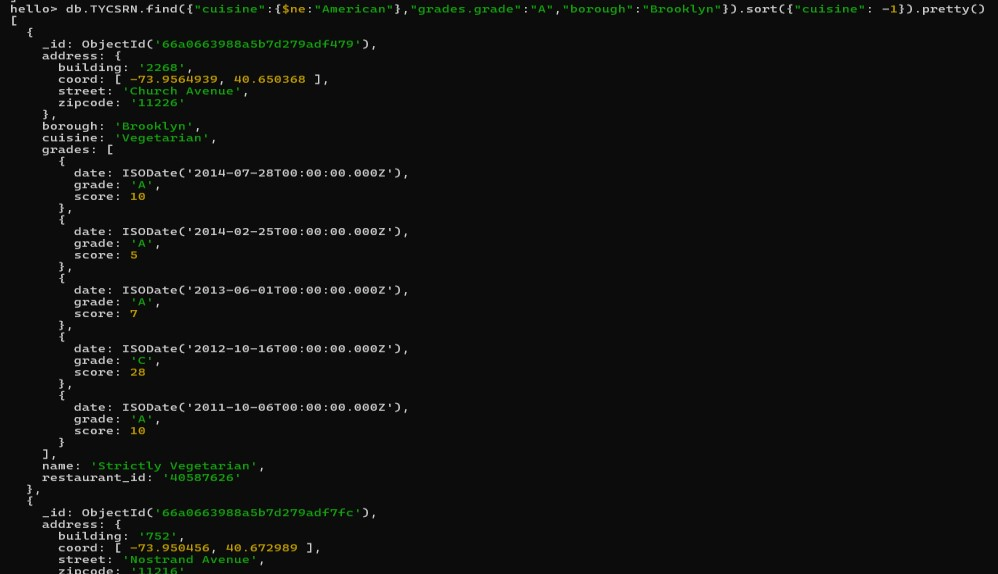 hello> db.TYCSRN.find({"cuisine":{$ne:"American"},"grades.grade":"A","borough":"Brooklyn"}).sort({"cuisine": -1}).pretty()
[
  {
    _id: ObjectId('66a0663988a5b7d279adf479'),
    address: {
      building: '2268',
      coord: [ -73.9564939, 40.650368 ],
      street: 'Church Avenue',
      zipcode: '11226'
    },
    borough: 'Brooklyn',
    cuisine: 'Vegetarian',
    grades: [
      {
        date: ISODate('2014-07-28T00:00:00.000Z'),
        grade: 'A',
        score: 10
      },
      {
        date: ISODate('2014-02-25T00:00:00.000Z'),
        grade: 'A',
        score: 5
      },
      {
        date: ISODate('2013-06-01T00:00:00.000Z'),
        grade: 'A',
        score: 7
      },
      {
        date: ISODate('2012-10-16T00:00:00.000Z'),
        grade: 'C',
        score: 28
      },
      {
        date: ISODate('2011-10-06T00:00:00.000Z'),
        grade: 'A',
        score: 10
      }
    ],
    name: 'Strictly Vegetarian',
    restaurant_id: '40587626'
  },
  {
    _id: ObjectId('66a0663988a5b7d279adf7fc'),
    address: {
      building: '752',
      coord: [ -73.950456, 40.672989 ],
      street: 'Nostrand Avenue',
      zipcode: '11216'